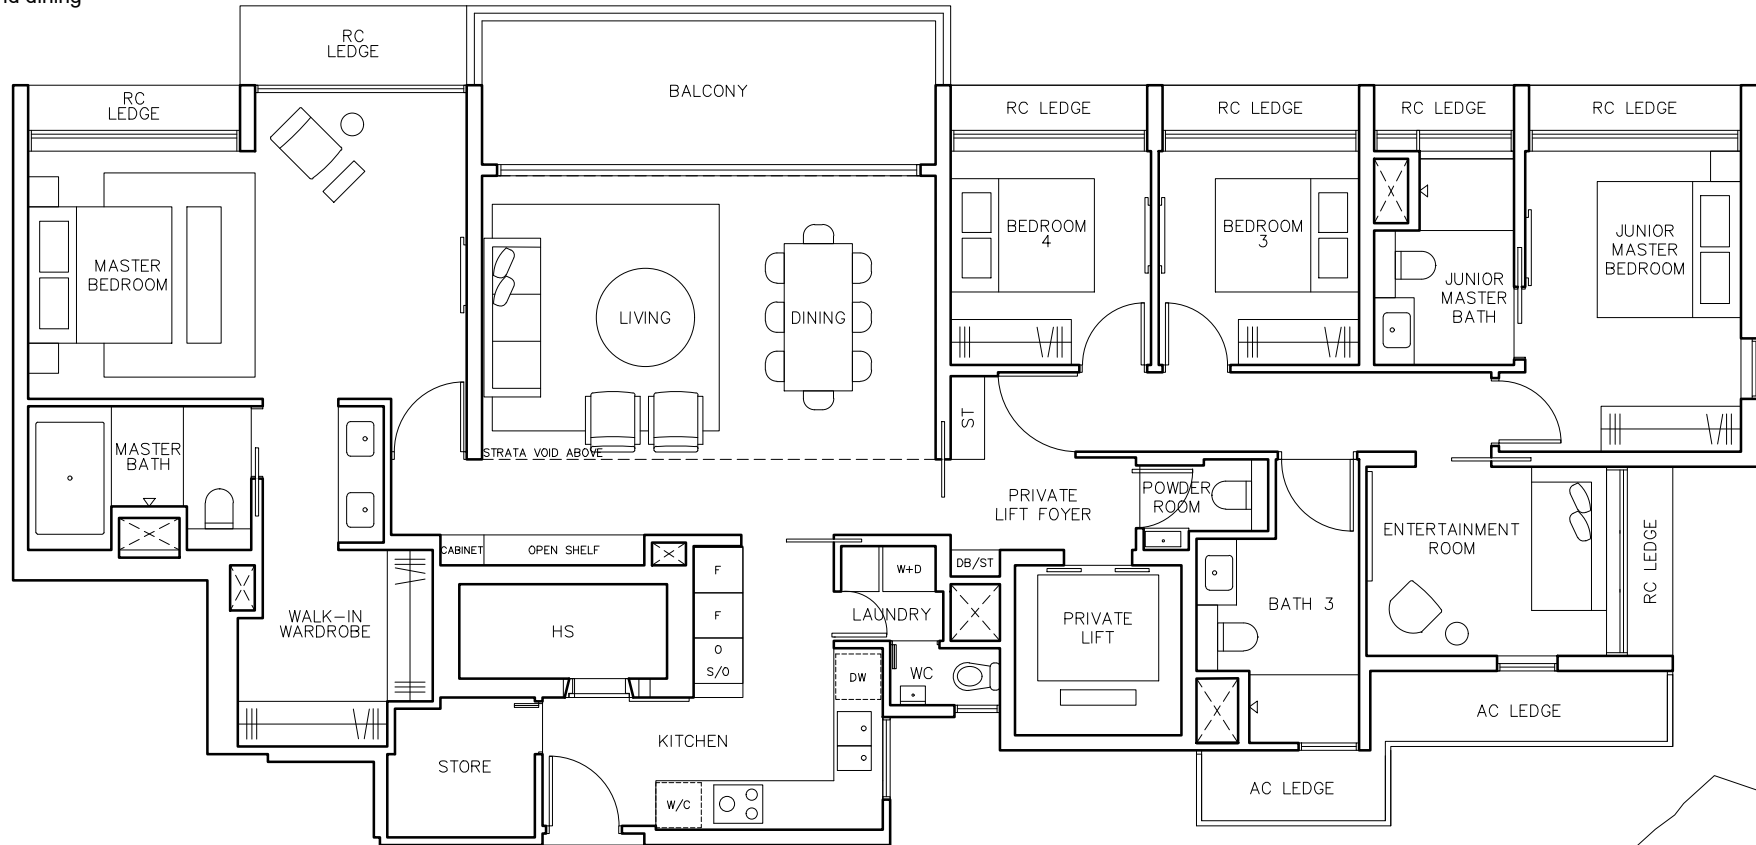 nd dining
RC
LEDGE
BALCONY
RC
LEDGE
RC LEDGE
RC LEDGE
RC LEDGE
RC LEDGE
MASTER
BEDROOM
LIVING
DINING
BEDROOM
4
BEDROOM
3
JUNIOR
MASTER
BATH
JUNIOR
MASTER
BEDROOM
MASTER
BATH
STRATA VOID ABOVE
ST
PRIVATE
LIFT FOYER
POWDER
ROOM
ENTERTAINMENT
ROOM
RC LEDGE
CABINET
OPEN SHELF
F
F
O
S/O
W+D
DB/ST
LAUNDRY
WALK-IN
WARDROBE
HS
PRIVATE
LIFT
BATH 3
DW
WC
KITCHEN
STORE
W/C
AC LEDGE
AC LEDGE